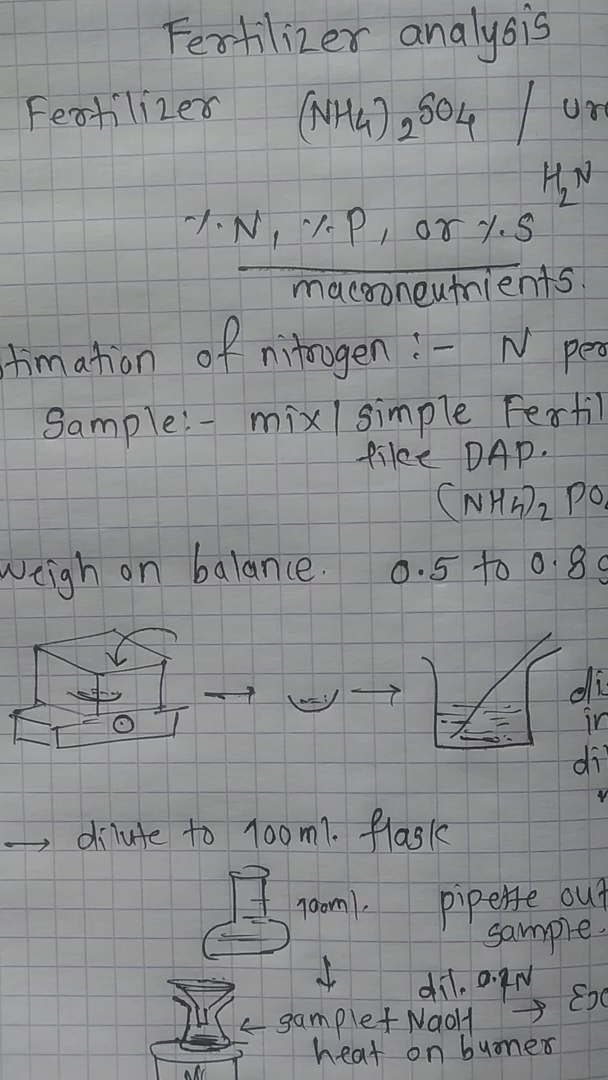 Fertilizer analysis
Fertilizer (NH4)2SO4 / ur
H2N
%.N, %.P, or %.S
macroneutrients.
timation of nitrogen :- N per
Sample:- mix/simple Fertil
like DAP.
(NH4)2 PO
weigh on balance. 0.5 to 0.8g
di
in
di
→ dilute to 100ml. flask
100ml. pipette out
sample.
↓ dil. 0.1N
← sample + NaOH →
heat on burner